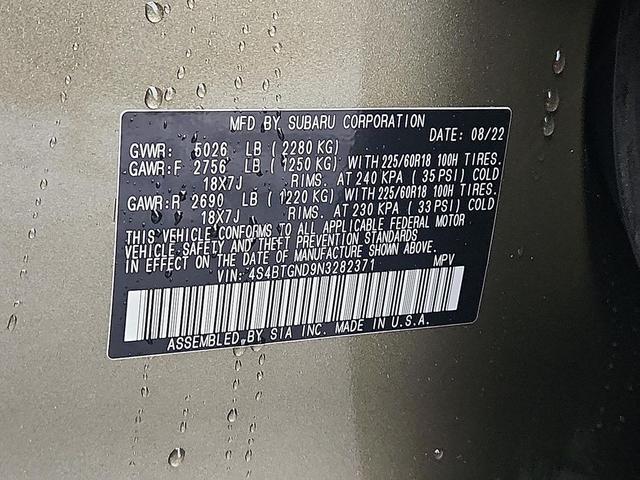 MFD BY SUBARU CORPORATION
DATE: 08/22
GVWR: 5026 LB ( 2280 KG)
GAWR:F 2756 LB ( 1250 KG) WITH 225/60R18 100H TIRES.
18X7J RIMS. AT 240 KPA ( 35 PSI) COLD
GAWR:R 2690 LB ( 1220 KG) WITH 225/60R18 100H TIRES.
18X7J RIMS. AT 230 KPA ( 33 PSI) COLD
THIS VEHICLE CONFORMS TO ALL APPLICABLE FEDERAL MOTOR
VEHICLE SAFETY AND THEFT PREVENTION STANDARDS
IN EFFECT ON THE DATE OF MANUFACTURE SHOWN ABOVE.
VIN: 4S4BTGND9N3282371 MPV
ASSEMBLED BY SIA INC. MADE IN U.S.A.